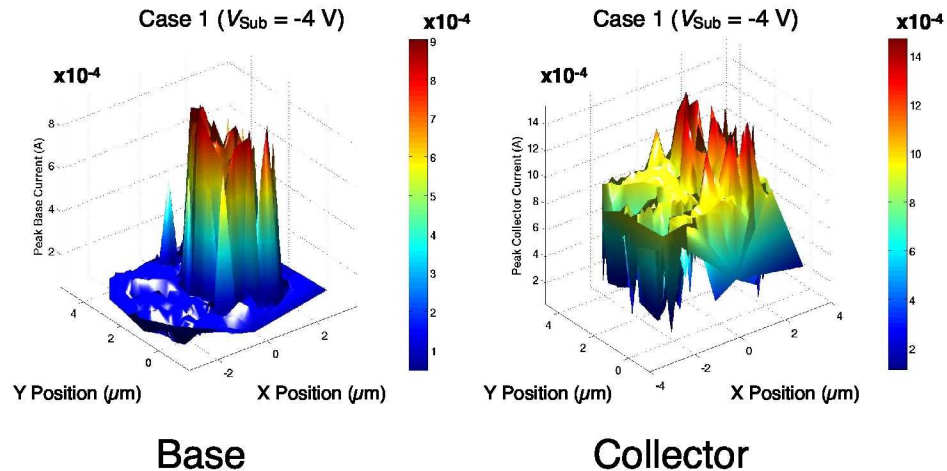 Case 1 (VSub = -4 V)
x10-4
x10-4
Peak Base Current (A)
8
6
4
2
4
2
0
-2
0
2
Y Position (μm)
X Position (μm)
9
8
7
6
5
4
3
2
1
Base
Case 1 (VSub = -4 V)
x10-4
x10-4
Peak Collector Current (A)
14
12
10
8
6
4
2
4
2
0
-4
-2
0
2
4
Y Position (μm)
X Position (μm)
14
12
10
8
6
4
2
Collector